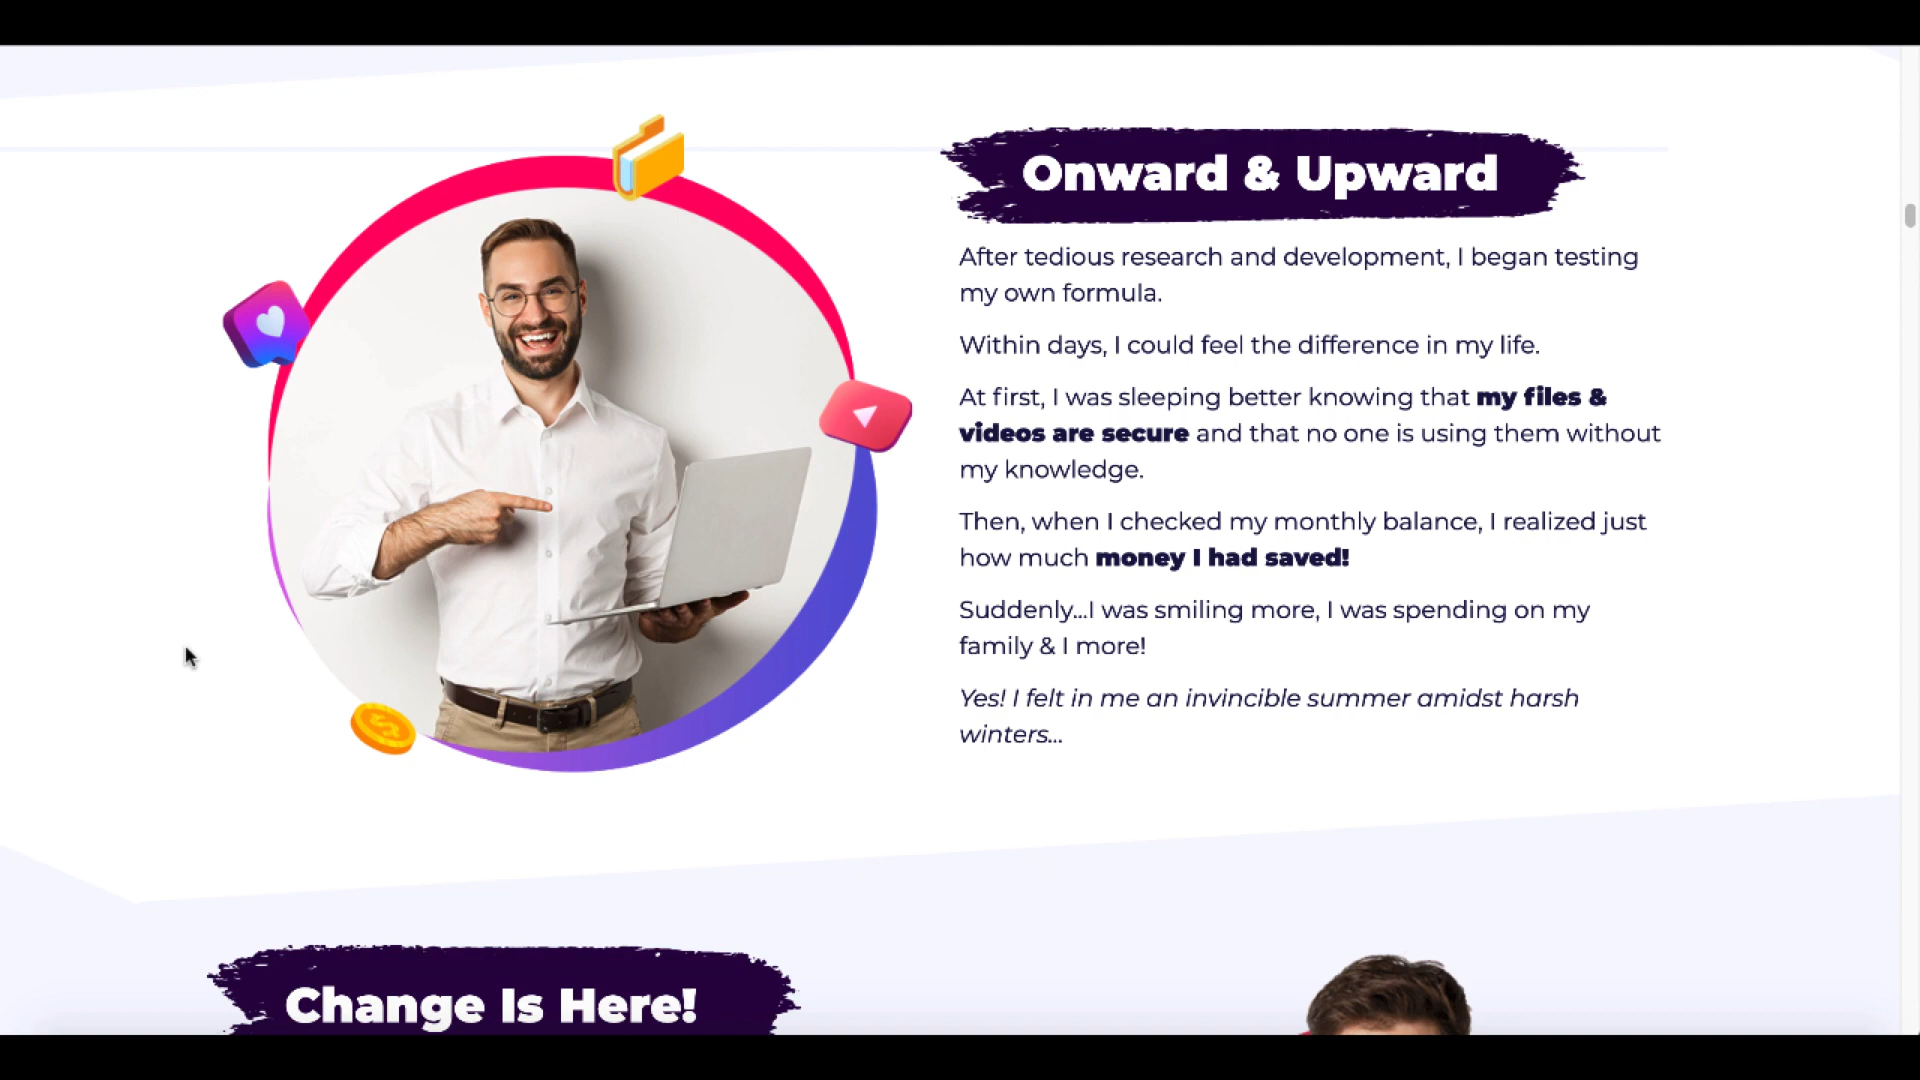 Onward & Upward
After tedious research and development, I began testing
my own formula.
Within days, I could feel the difference in my life.
At first, I was sleeping better knowing that my files &
videos are secure and that no one is using them without
my knowledge.
Then, when I checked my monthly balance, I realized just
how much money I had saved!
Suddenly...I was smiling more, I was spending on my
family & I more!
Yes! I felt in me an invincible summer amidst harsh
winters...
Change Is Here!